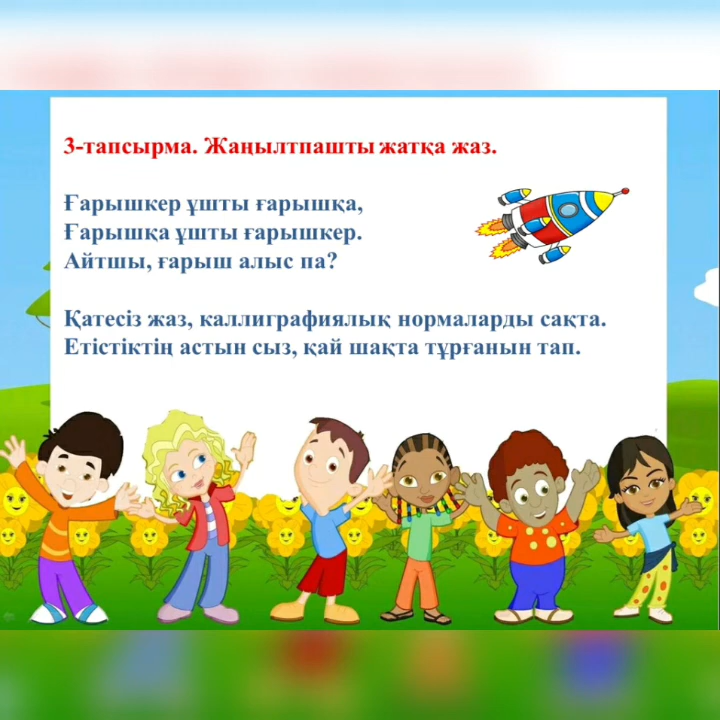 3-тапсырма. Жаңылтпашты жатқа жаз.
Ғарышкер ұшты ғарышқа,
Ғарышқа ұшты ғарышкер.
Айтшы, ғарыш алыс па?
Қатесіз жаз, каллиграфиялық нормаларды сақта.
Етістіктің астын сыз, қай шақта тұрғанын тап.